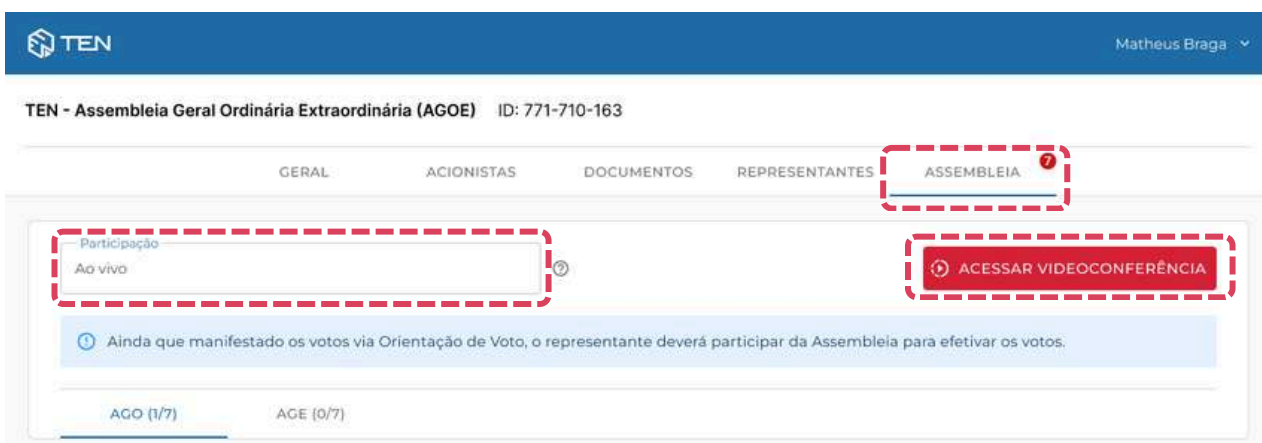 TEN
Matheus Braga
TEN - Assembleia Geral Ordinária Extraordinária (AGOE) ID: 771-710-163
GERAL ACIONISTAS DOCUMENTOS REPRESENTANTES ASSEMBLEIA 7
Participação
Ao vivo
ACESSAR VIDEOCONFERÊNCIA
Ainda que manifestado os votos via Orientação de Voto, o representante deverá participar da Assembleia para efetivar os votos.
AGO (1/7) AGE (0/7)